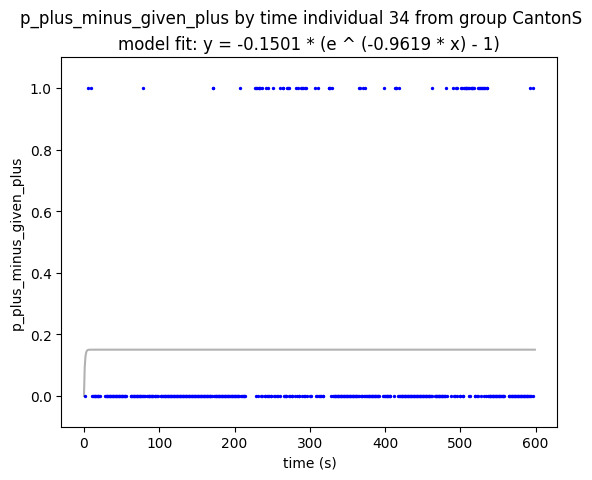 p_plus_minus_given_plus by time individual 34 from group CantonS
model fit: y = -0.1501 * (e ^ (-0.9619 * x) - 1)
p_plus_minus_given_plus
1.0
0.8
0.6
0.4
0.2
0.0
0 100 200 300 400 500 600
time (s)